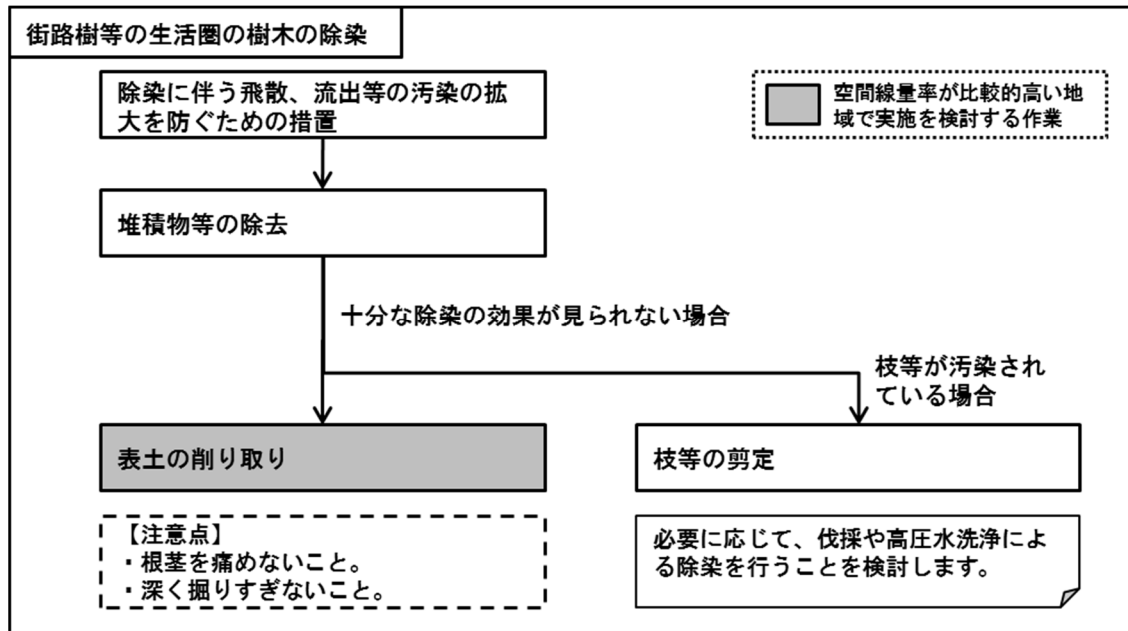 街路樹等の生活圏の樹木の除染
除染に伴う飛散、流出等の汚染の拡
大を防ぐための措置
空間線量率が比較的高い地
域で実施を検討する作業
堆積物等の除去
十分な除染の効果が見られない場合
枝等が汚染され
ている場合
表土の削り取り
枝等の剪定
【注意点】
・根茎を痛めないこと。
・深く掘りすぎないこと。
必要に応じて、伐採や高圧水洗浄によ
る除染を行うことを検討します。